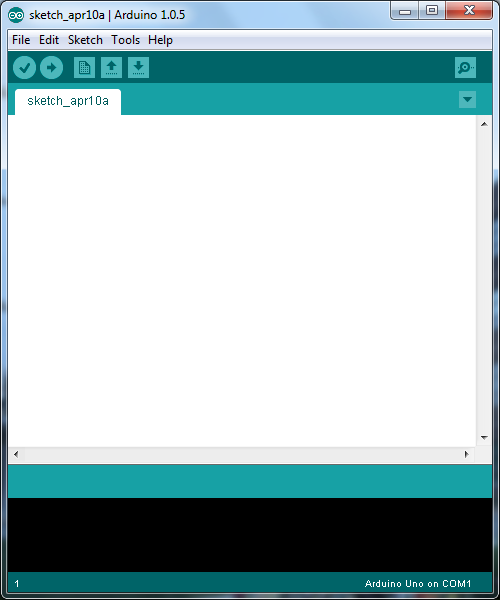 sketch_apr10a | Arduino 1.0.5
File Edit Sketch Tools Help
sketch_apr10a
1 Arduino Uno on COM1